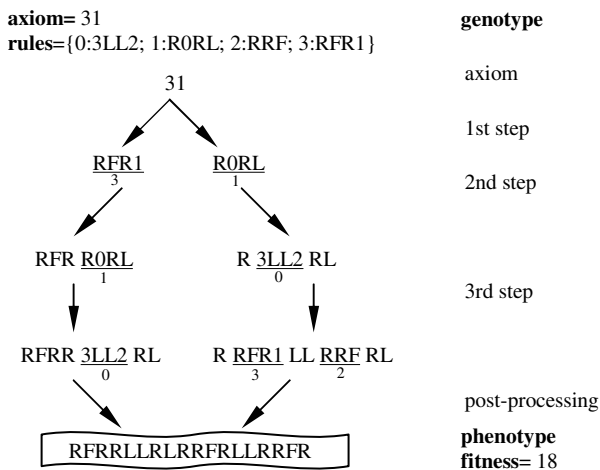 axiom= 31
genotype
rules={0:3LL2; 1:R0RL; 2:RRF; 3:RFR1}
axiom
31
1st step
RFR1 R0RL
3 1
2nd step
RFR R0RL R 3LL2 RL
1 0
3rd step
RFRR 3LL2 RL R RFR1 LL RRF RL
0 3 2
post-processing
RFRRLLRLRRFRLLRRFR
phenotype
fitness= 18